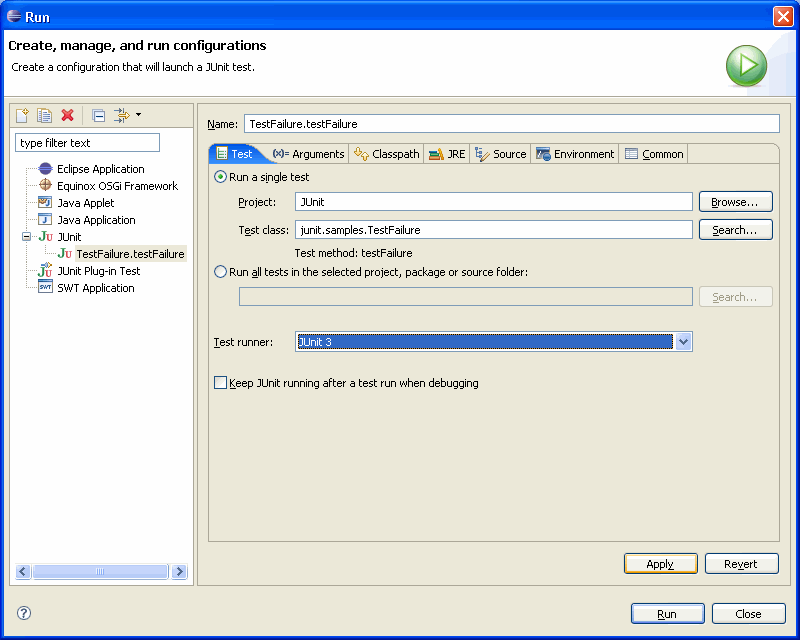 Run
Create, manage, and run configurations
Create a configuration that will launch a JUnit test.
type filter text
Eclipse Application
Equinox OSGi Framework
Java Applet
Java Application
JUnit
TestFailure.testFailure
JUnit Plug-in Test
SWT Application
Name: TestFailure.testFailure
Test (x)= Arguments Classpath JRE Source Environment Common
Run a single test
Project: JUnit Browse...
Test class: junit.samples.TestFailure Search...
Test method: testFailure
Run all tests in the selected project, package or source folder:
Search...
Test runner: JUnit 3
Keep JUnit running after a test run when debugging
Apply Revert
Run Close